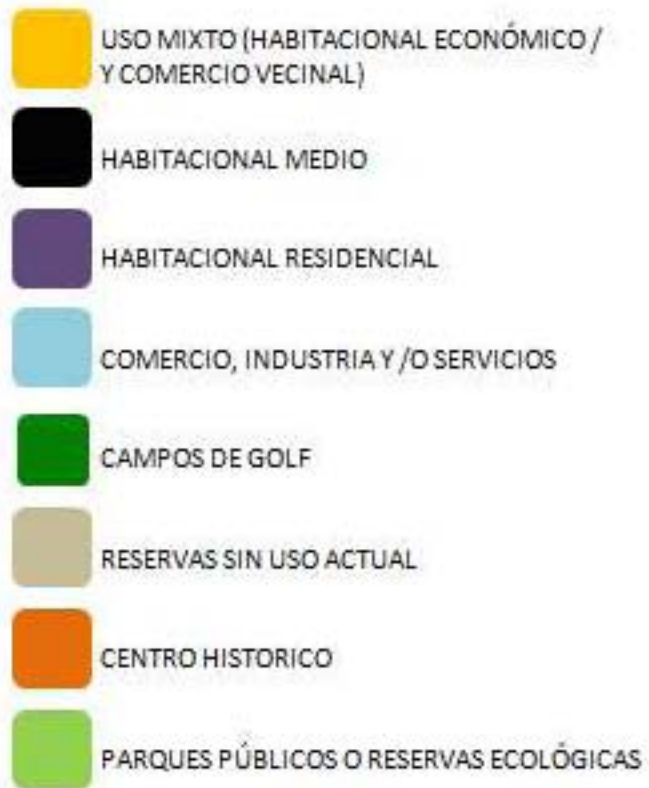 USO MIXTO (HABITACIONAL ECONÓMICO /
Y COMERCIO VECINAL)
HABITACIONAL MEDIO
HABITACIONAL RESIDENCIAL
COMERCIO, INDUSTRIA Y /O SERVICIOS
CAMPOS DE GOLF
RESERVAS SIN USO ACTUAL
CENTRO HISTORICO
PARQUES PÚBLICOS O RESERVAS ECOLÓGICAS